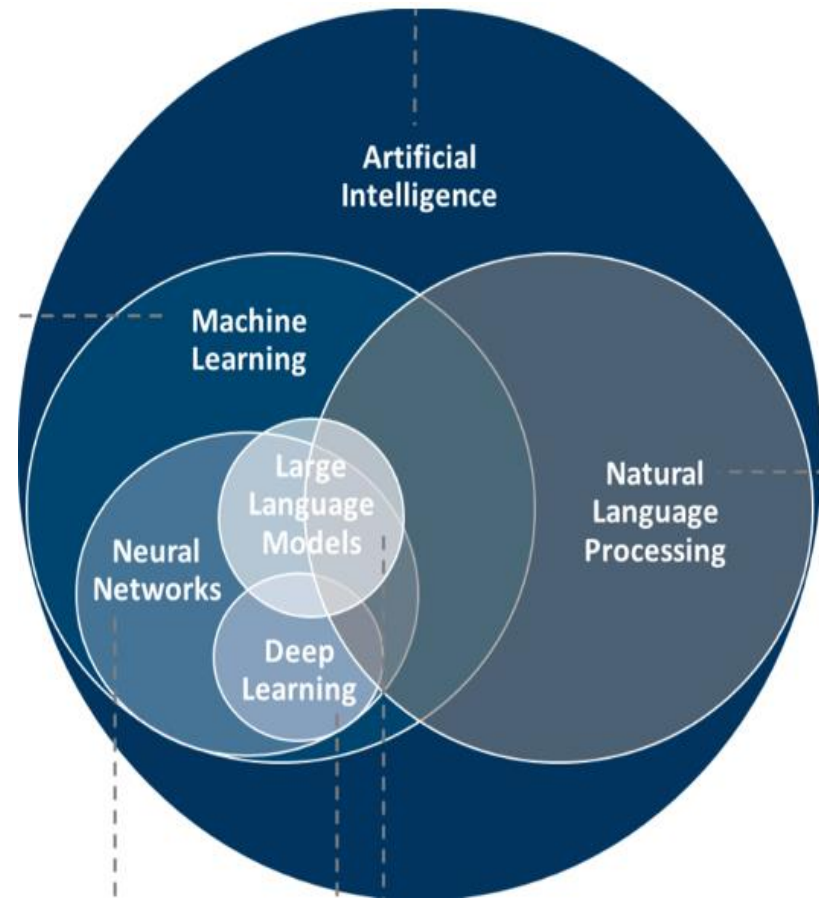 Artificial
Intelligence
Machine
Learning
Large
Language
Models
Natural
Language
Processing
Neural
Networks
Deep
Learning